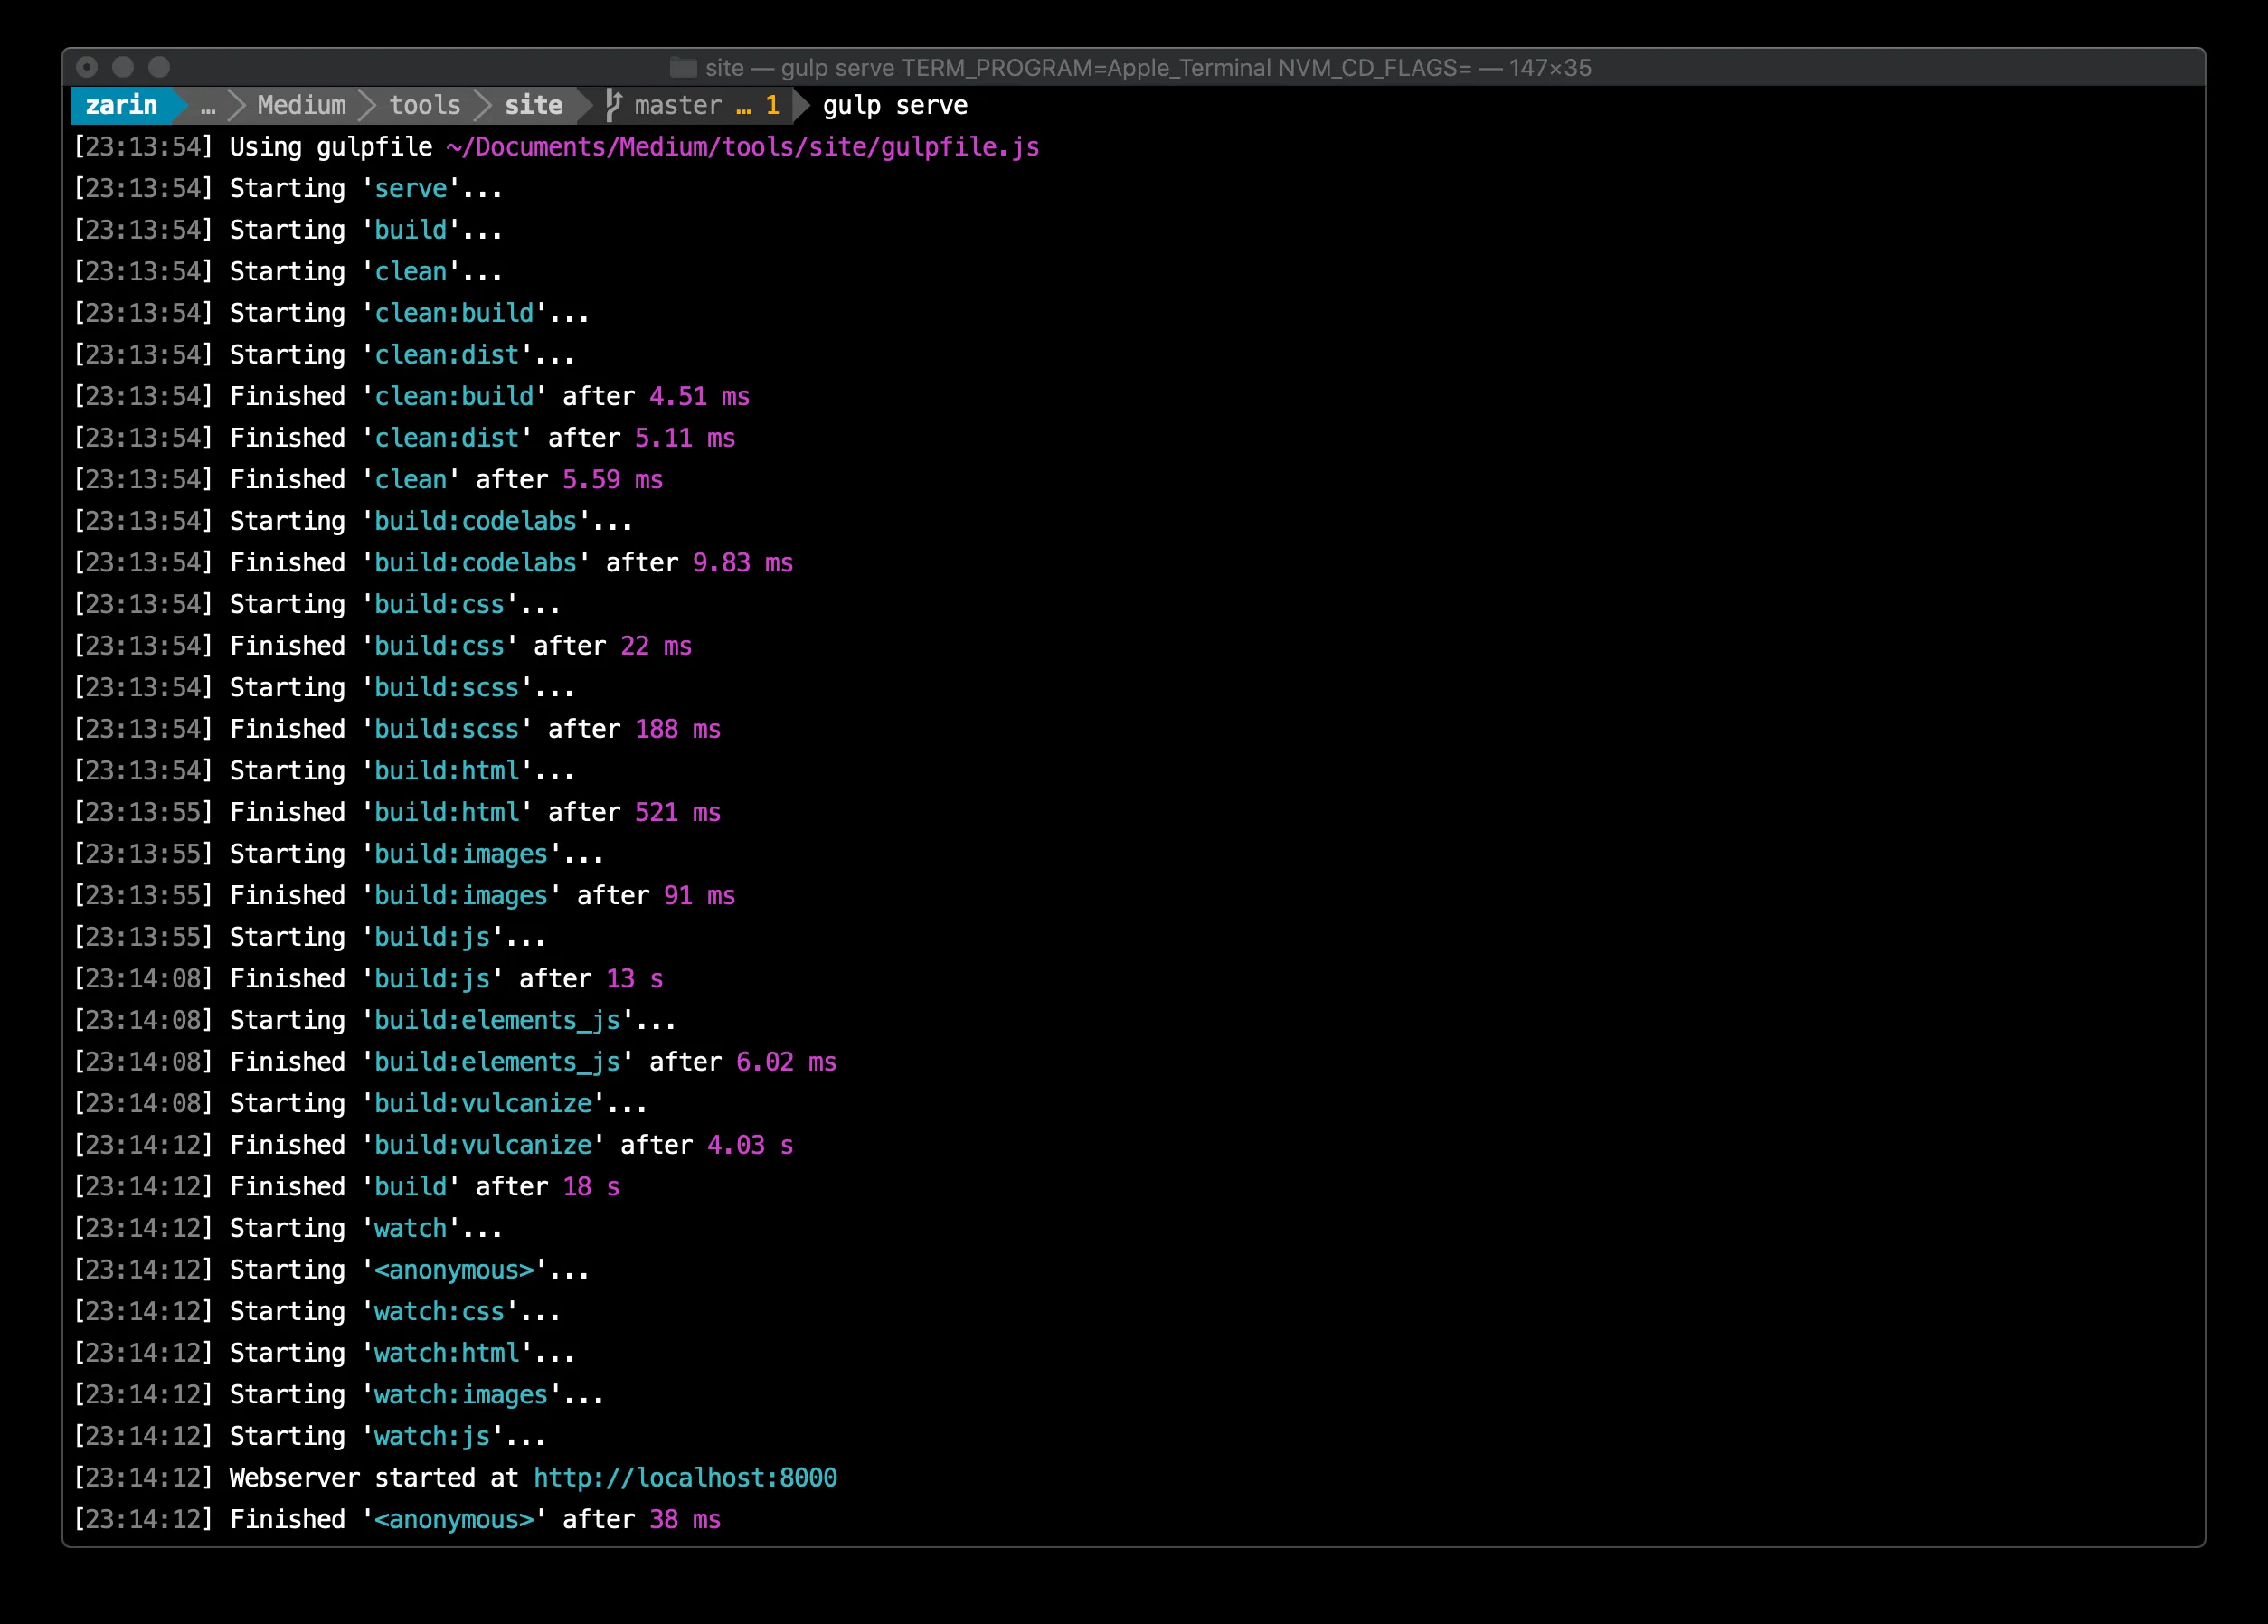 site — gulp serve TERM_PROGRAM=Apple_Terminal NVM_CD_FLAGS= — 147×35
zarin … Medium tools site master … 1 gulp serve
[23:13:54] Using gulpfile ~/Documents/Medium/tools/site/gulpfile.js
[23:13:54] Starting 'serve'...
[23:13:54] Starting 'build'...
[23:13:54] Starting 'clean'...
[23:13:54] Starting 'clean:build'...
[23:13:54] Starting 'clean:dist'...
[23:13:54] Finished 'clean:build' after 4.51 ms
[23:13:54] Finished 'clean:dist' after 5.11 ms
[23:13:54] Finished 'clean' after 5.59 ms
[23:13:54] Starting 'build:codelabs'...
[23:13:54] Finished 'build:codelabs' after 9.83 ms
[23:13:54] Starting 'build:css'...
[23:13:54] Finished 'build:css' after 22 ms
[23:13:54] Starting 'build:scss'...
[23:13:54] Finished 'build:scss' after 188 ms
[23:13:54] Starting 'build:html'...
[23:13:55] Finished 'build:html' after 521 ms
[23:13:55] Starting 'build:images'...
[23:13:55] Finished 'build:images' after 91 ms
[23:13:55] Starting 'build:js'...
[23:14:08] Finished 'build:js' after 13 s
[23:14:08] Starting 'build:elements_js'...
[23:14:08] Finished 'build:elements_js' after 6.02 ms
[23:14:08] Starting 'build:vulcanize'...
[23:14:12] Finished 'build:vulcanize' after 4.03 s
[23:14:12] Finished 'build' after 18 s
[23:14:12] Starting 'watch'...
[23:14:12] Starting '<anonymous>'...
[23:14:12] Starting 'watch:css'...
[23:14:12] Starting 'watch:html'...
[23:14:12] Starting 'watch:images'...
[23:14:12] Starting 'watch:js'...
[23:14:12] Webserver started at http://localhost:8000
[23:14:12] Finished '<anonymous>' after 38 ms